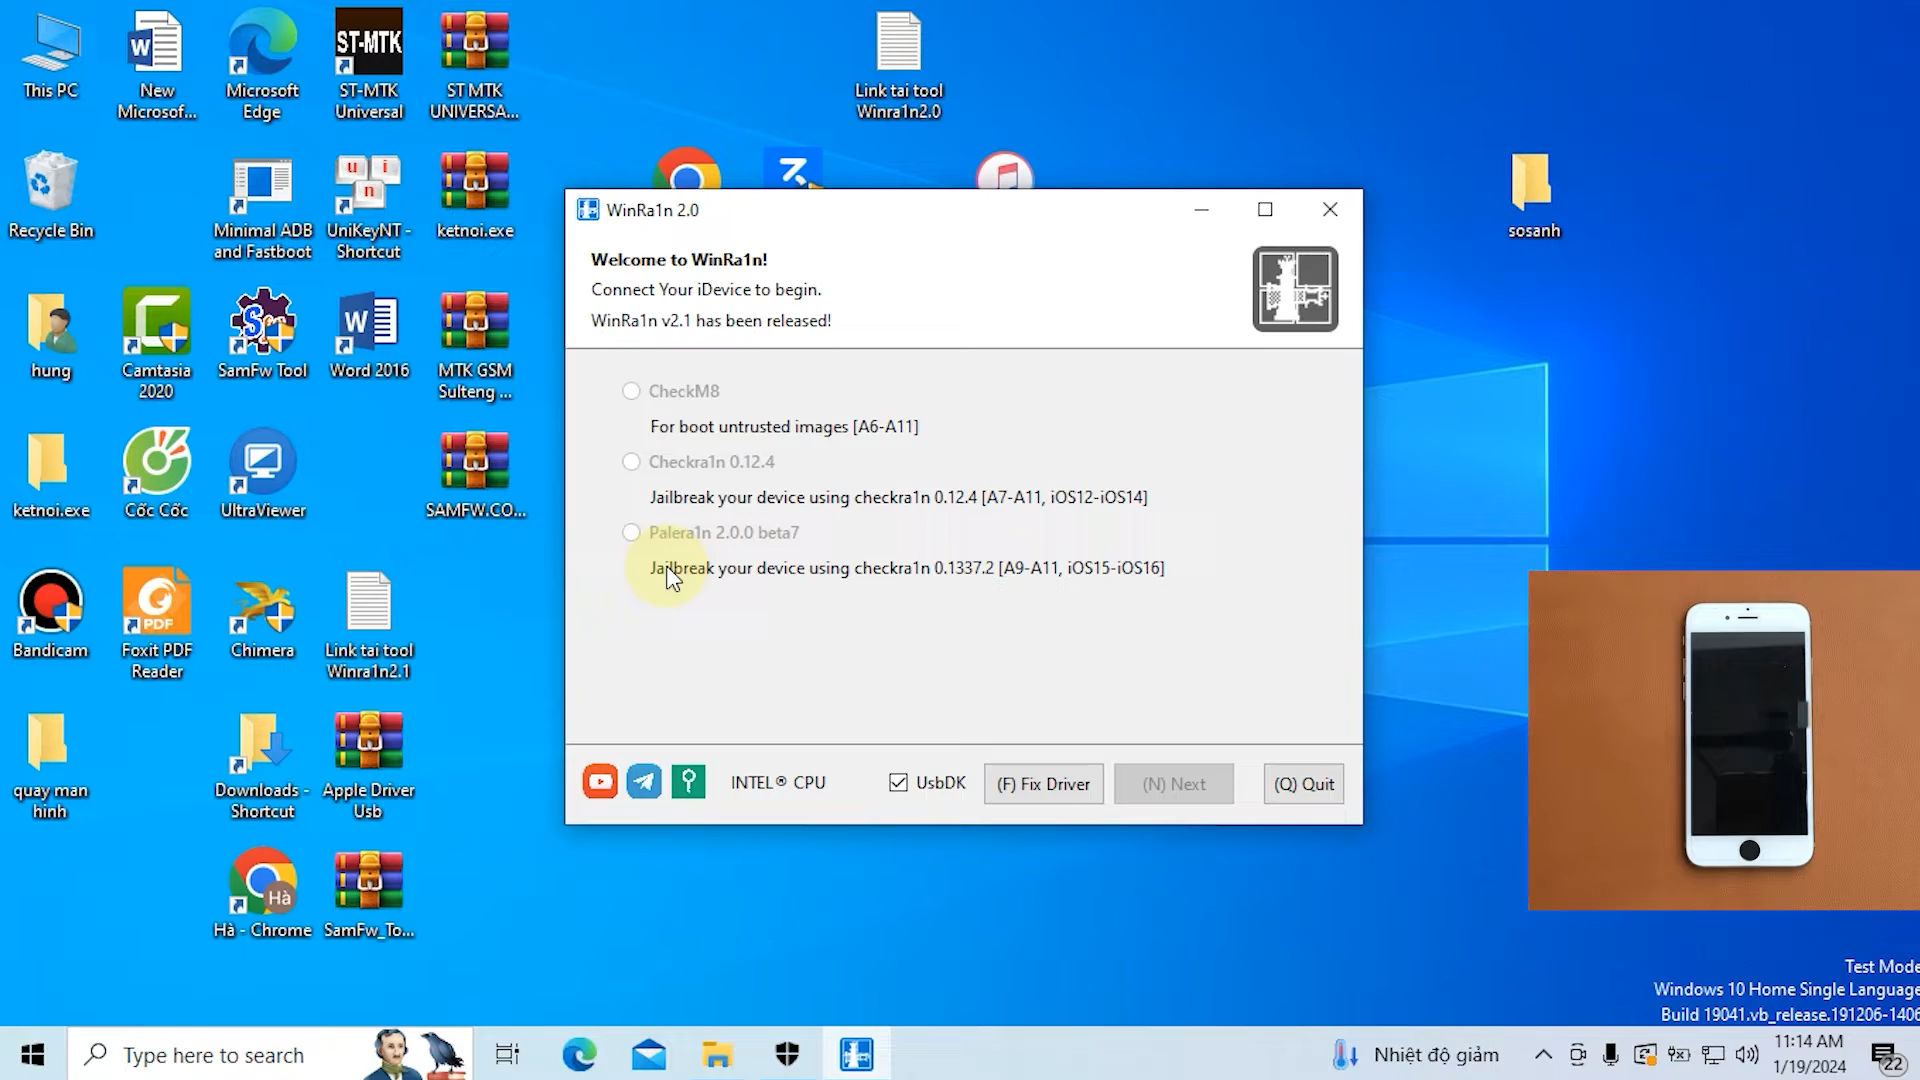 This PC
New
Microsof...
Microsoft
Edge
ST-MTK
ST-MTK
Universal
ST MTK
UNIVERSA...
Link tai tool
Winra1n2.0
Recycle Bin
Minimal ADB
and Fastboot
u i n
UniKeyNT -
Shortcut
ketnoi.exe
sosanh
hung
Camtasia
2020
SamFw Tool
Word 2016
MTK GSM
Sulteng ...
ketnoi.exe
Cốc Cốc
UltraViewer
SAMFW.CO...
Bandicam
PDF
Foxit PDF
Reader
Chimera
Link tai tool
Winra1n2.1
quay man
hinh
Downloads -
Shortcut
Apple Driver
Usb
Hà
Hà - Chrome
SamFw_To...
WinRa1n 2.0
Welcome to WinRa1n!
Connect Your iDevice to begin.
WinRa1n v2.1 has been released!
CheckM8
For boot untrusted images [A6-A11]
Checkra1n 0.12.4
Jailbreak your device using checkra1n 0.12.4 [A7-A11, iOS12-iOS14]
Palera1n 2.0.0 beta7
Jailbreak your device using checkra1n 0.1337.2 [A9-A11, iOS15-iOS16]
INTEL® CPU
UsbDK
(F) Fix Driver
(N) Next
(Q) Quit
Test Mode
Windows 10 Home Single Language
Build 19041.vb_release.191206-1406
Type here to search
Nhiệt độ giảm
11:14 AM
1/19/2024
22